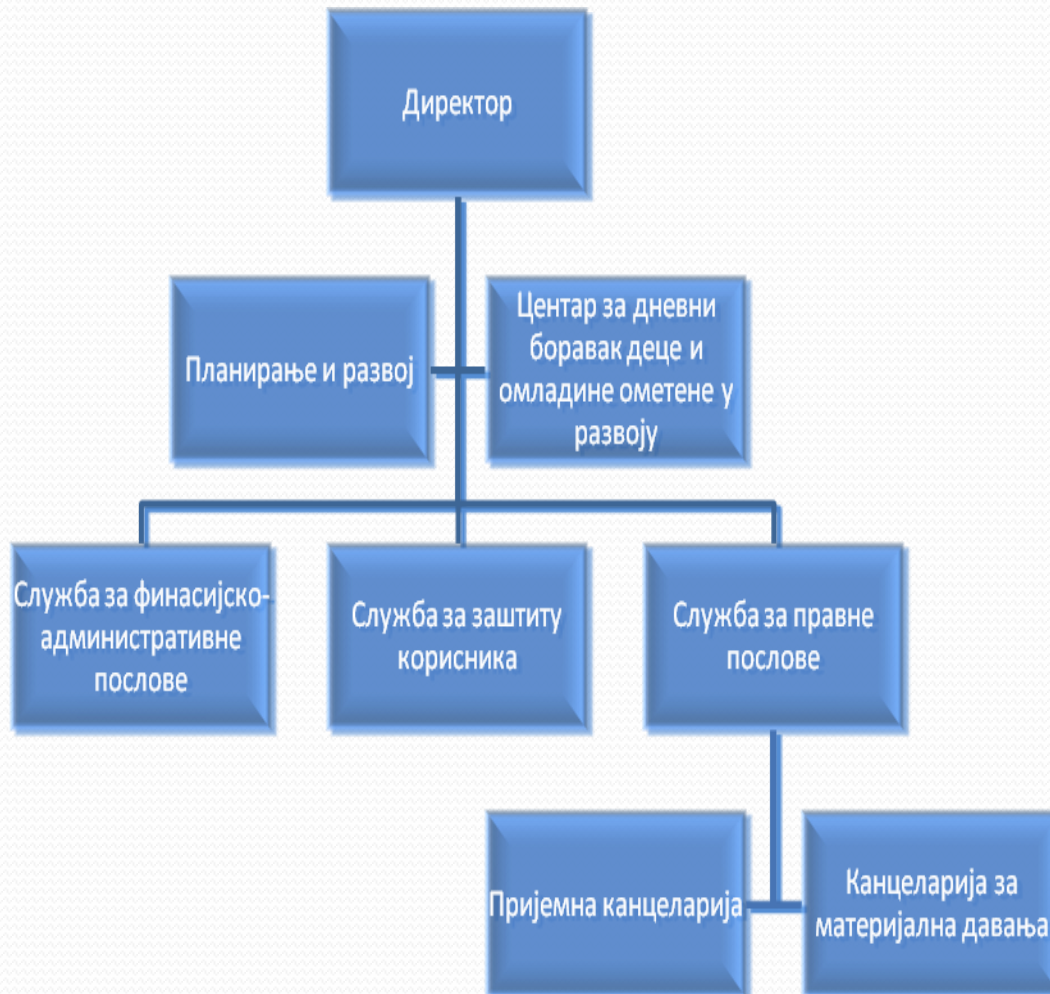 Директор
Планирање и развој
Центар за дневни
боравак деце и
омладине ометене у
развоју
Служба за финасијско-
административне
послове
Служба за заштиту
корисника
Служба за правне
послове
Пријемна канцеларија
Канцеларија за
материјална давања